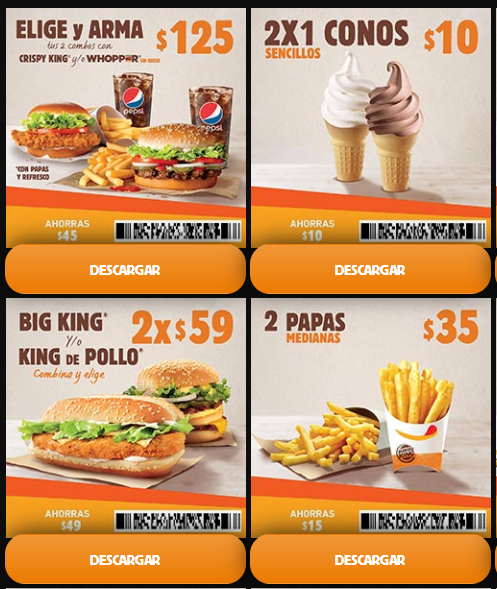 ELIGE y ARMA
tus 2 combos con
CRISPY KING® y/o WHOPPER®
SIN QUESO
$125
pepsi
pepsi
*CON PAPAS
Y REFRESCO
AHORRAS
$45
DESCARGAR
2X1 CONOS
SENCILLOS
$10
AHORRAS
$10
DESCARGAR
BIG KING®
Y/o
KING DE POLLO®
Combina y elige
2x$59
AHORRAS
$49
DESCARGAR
2 PAPAS
MEDIANAS
$35
AHORRAS
$15
DESCARGAR